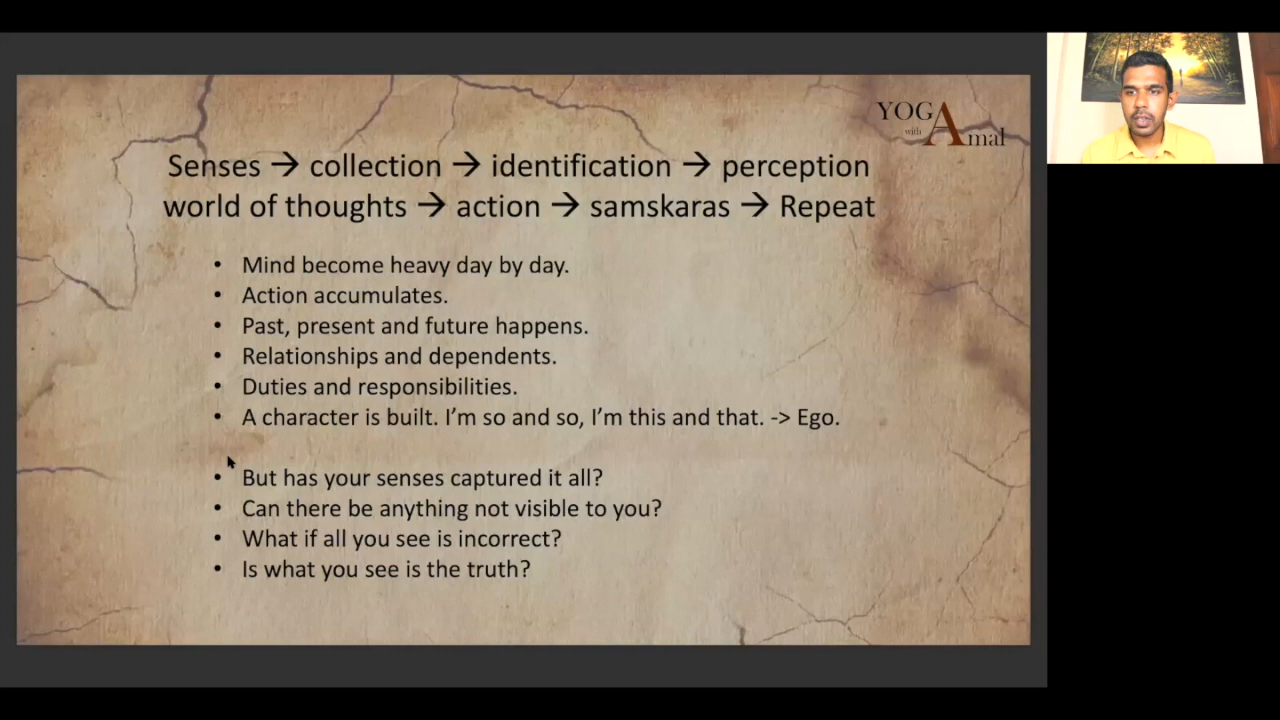 YOGA
with Amal
Senses → collection → identification → perception
world of thoughts → action → samskaras → Repeat
• Mind become heavy day by day.
• Action accumulates.
• Past, present and future happens.
• Relationships and dependents.
• Duties and responsibilities.
• A character is built. I'm so and so, I'm this and that. -> Ego.
• But has your senses captured it all?
• Can there be anything not visible to you?
• What if all you see is incorrect?
• Is what you see is the truth?